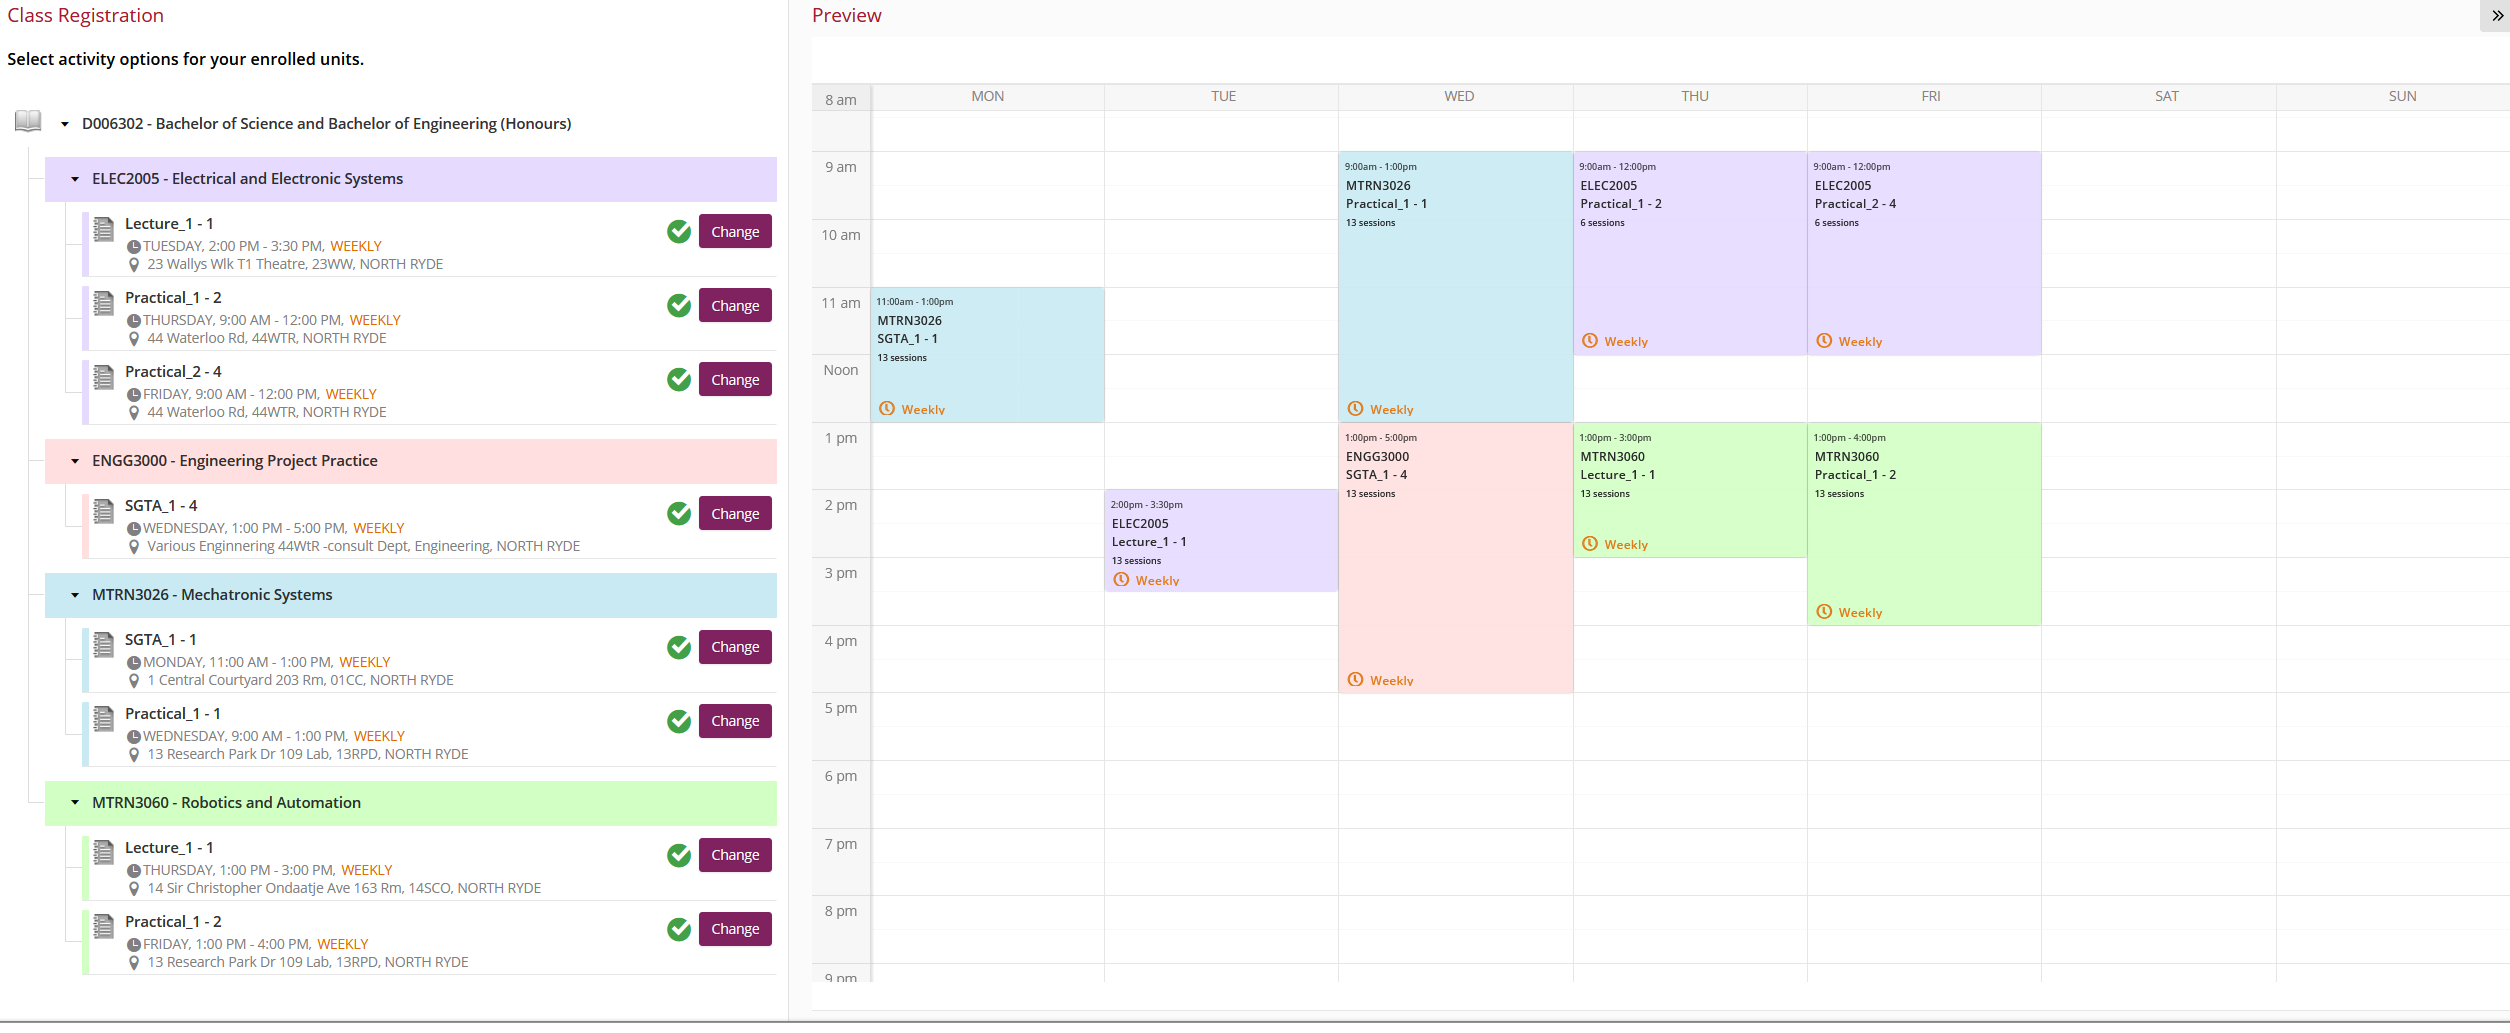 Class Registration
Select activity options for your enrolled units.
D006302 - Bachelor of Science and Bachelor of Engineering (Honours)
ELEC2005 - Electrical and Electronic Systems
Lecture_1 - 1
TUESDAY, 2:00 PM - 3:30 PM, WEEKLY
23 Wallys Wlk T1 Theatre, 23WW, NORTH RYDE
Change
Practical_1 - 2
THURSDAY, 9:00 AM - 12:00 PM, WEEKLY
44 Waterloo Rd, 44WTR, NORTH RYDE
Change
Practical_2 - 4
FRIDAY, 9:00 AM - 12:00 PM, WEEKLY
44 Waterloo Rd, 44WTR, NORTH RYDE
Change
ENGG3000 - Engineering Project Practice
SGTA_1 - 4
WEDNESDAY, 1:00 PM - 5:00 PM, WEEKLY
Various Enginnering 44WtR -consult Dept, Engineering, NORTH RYDE
Change
MTRN3026 - Mechatronic Systems
SGTA_1 - 1
MONDAY, 11:00 AM - 1:00 PM, WEEKLY
1 Central Courtyard 203 Rm, 01CC, NORTH RYDE
Change
Practical_1 - 1
WEDNESDAY, 9:00 AM - 1:00 PM, WEEKLY
13 Research Park Dr 109 Lab, 13RPD, NORTH RYDE
Change
MTRN3060 - Robotics and Automation
Lecture_1 - 1
THURSDAY, 1:00 PM - 3:00 PM, WEEKLY
14 Sir Christopher Ondaatje Ave 163 Rm, 14SCO, NORTH RYDE
Change
Practical_1 - 2
FRIDAY, 1:00 PM - 4:00 PM, WEEKLY
13 Research Park Dr 109 Lab, 13RPD, NORTH RYDE
Change
Preview
»
MON TUE WED THU FRI SAT SUN
8 am
9 am
10 am
11 am
Noon
1 pm
2 pm
3 pm
4 pm
5 pm
6 pm
7 pm
8 pm
9 pm
11:00am - 1:00pm
MTRN3026
SGTA_1 - 1
13 sessions
Weekly
2:00pm - 3:30pm
ELEC2005
Lecture_1 - 1
13 sessions
Weekly
9:00am - 1:00pm
MTRN3026
Practical_1 - 1
13 sessions
Weekly
1:00pm - 5:00pm
ENGG3000
SGTA_1 - 4
13 sessions
Weekly
9:00am - 12:00pm
ELEC2005
Practical_1 - 2
6 sessions
Weekly
1:00pm - 3:00pm
MTRN3060
Lecture_1 - 1
13 sessions
Weekly
9:00am - 12:00pm
ELEC2005
Practical_2 - 4
6 sessions
Weekly
1:00pm - 4:00pm
MTRN3060
Practical_1 - 2
13 sessions
Weekly